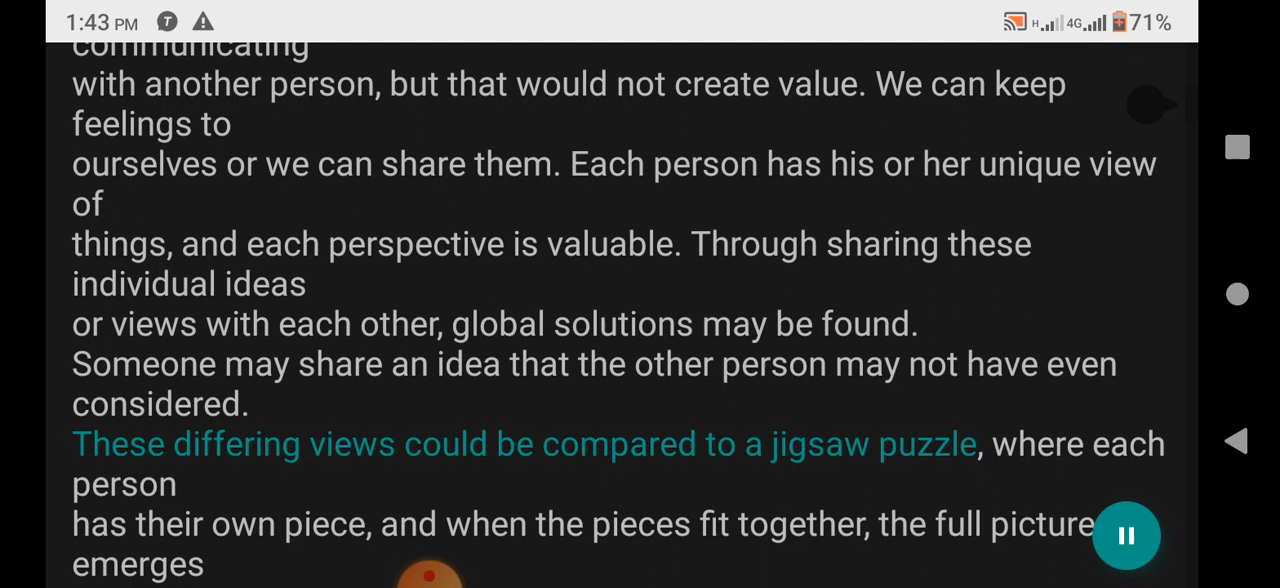 1:43 PM T H 4G 71%
communicating
with another person, but that would not create value. We can keep
feelings to
ourselves or we can share them. Each person has his or her unique view
of
things, and each perspective is valuable. Through sharing these
individual ideas
or views with each other, global solutions may be found.
Someone may share an idea that the other person may not have even
considered.
These differing views could be compared to a jigsaw puzzle, where each
person
has their own piece, and when the pieces fit together, the full picture
emerges